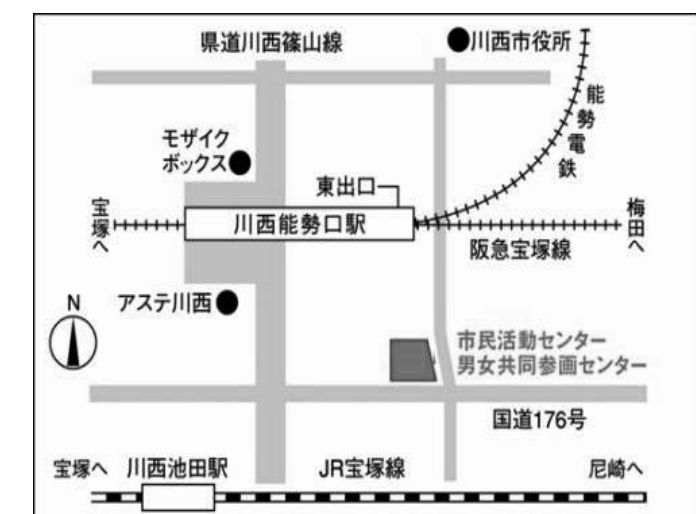 県道川西篠山線
●川西市役所
能勢電鉄
モザイク
ボックス●
東出口
宝塚へ
川西能勢口駅
梅田へ
阪急宝塚線
N
アステ川西●
市民活動センター
男女共同参画センター
国道176号
宝塚へ
川西池田駅
JR宝塚線
尼崎へ